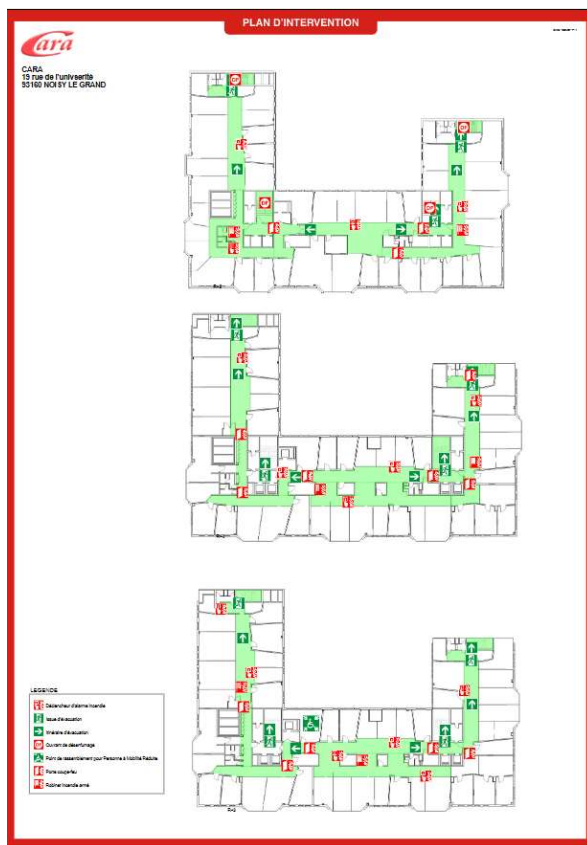 PLAN D'INTERVENTION
Cara
CARA
19 rue de l'univserité
93160 NOISY LE GRAND
LEGENDE
Déclencheur d'alarme incendie
Issue d'évacuation
Itinéraire d'évacuation
Ouvrant de désenfumage
Point de rassemblement pour Personne à Mobilité Réduite
Porte coupe-feu
Robinet incendie armé